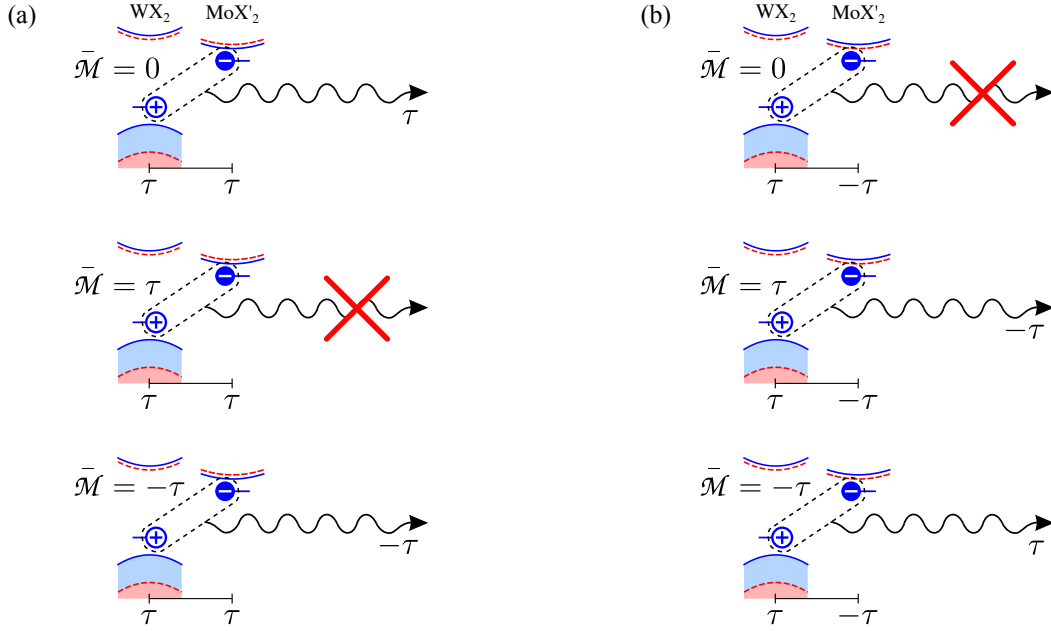 (a)
WX₂ MoX'₂
ℳ̄ = 0
τ
τ τ
ℳ̄ = τ
τ τ
ℳ̄ = −τ
−τ
τ τ
(b)
WX₂ MoX'₂
ℳ̄ = 0
τ −τ
ℳ̄ = τ
−τ
τ −τ
ℳ̄ = −τ
τ
τ −τ